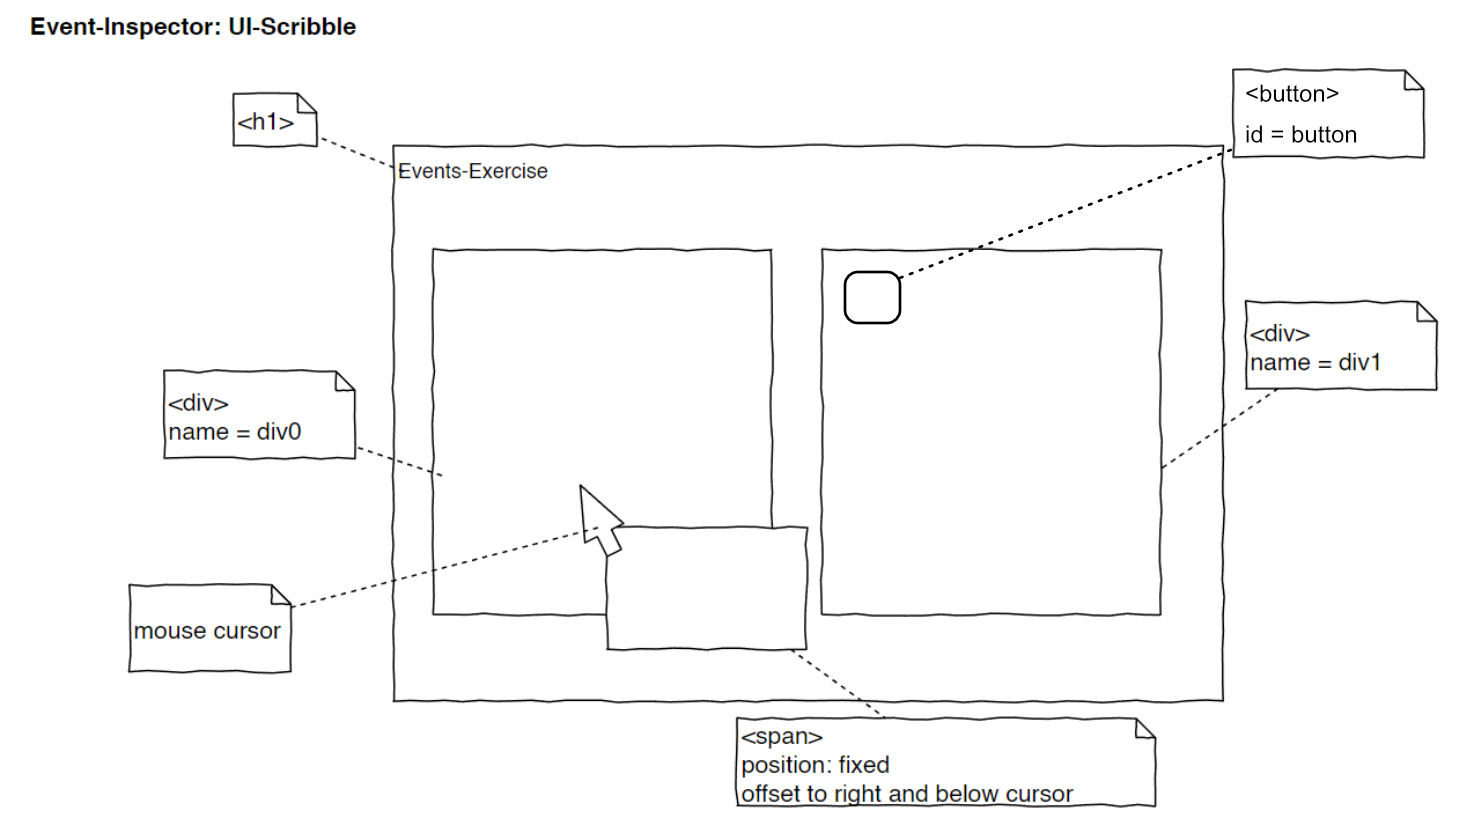 Event-Inspector: UI-Scribble
<h1>
<button>
id = button
Events-Exercise
<div>
name = div1
<div>
name = div0
mouse cursor
<span>
position: fixed
offset to right and below cursor